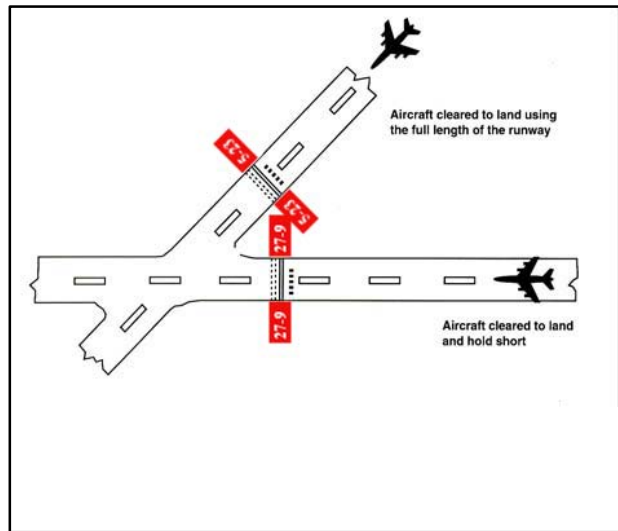 Aircraft cleared to land using
the full length of the runway
5-23
5-23
27-9
27-9
Aircraft cleared to land
and hold short